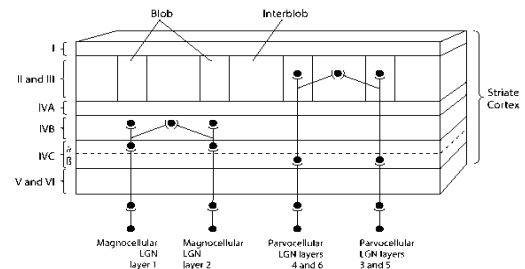 Blob
Interblob
I
II and III
IVA
IVB
IVC
α
β
V and VI
Striate
Cortex
Magnocellular
LGN
layer 1
Magnocellular
LGN
layer 2
Parvocellular
LGN layers
4 and 6
Parvocellular
LGN layers
3 and 5